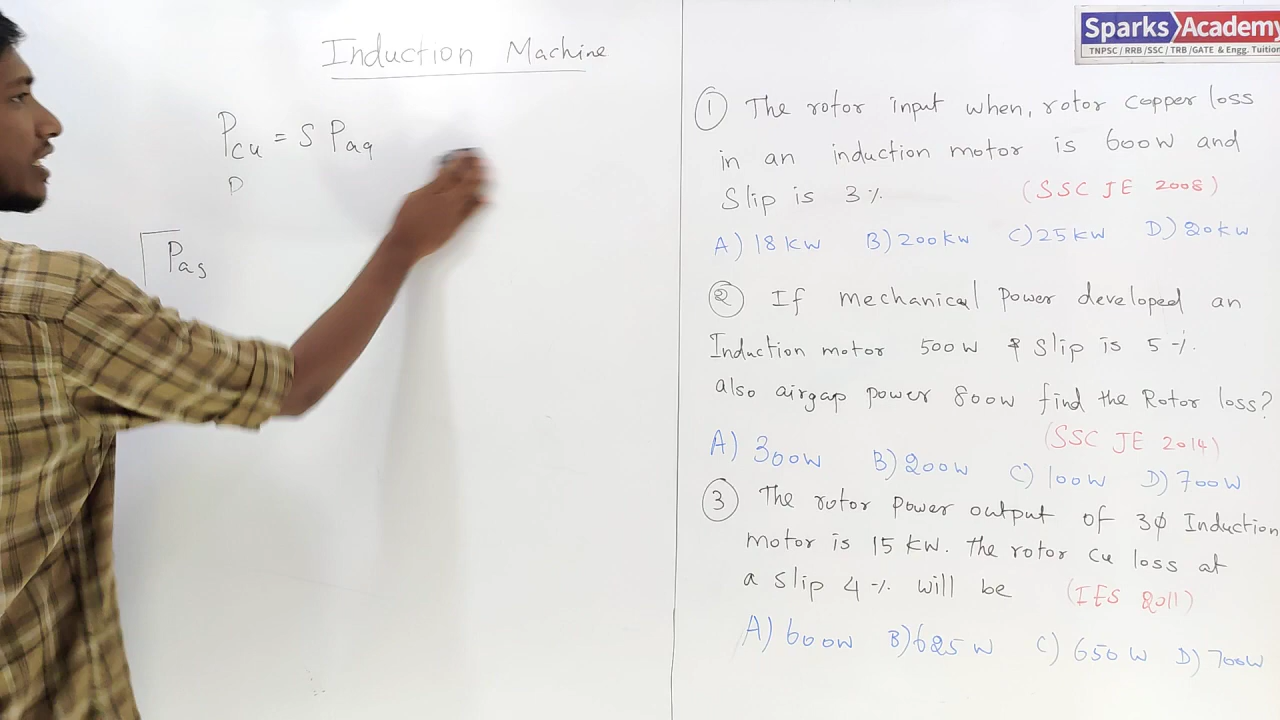 Induction Machine
Pcu = S Pag
P
Pas
Sparks Academy
TNPSC / RRB / SSC / TRB / GATE & Engg. Tuition
① The rotor input when, rotor copper loss
in an induction motor is 600W and
Slip is 3%. (SSC JE 2008)
A) 18 KW B) 200 kw C) 25 kW D) 20 kW
② If mechanical power developed an
Induction motor 500 W & slip is 5 %.
also airgap power 800w find the Rotor loss?
(SSC JE 2014)
A) 300W B) 200W C) 100W D) 700W
③ The rotor power output of 3φ Induction
motor is 15 KW. The rotor cu loss at
a slip 4 % will be (IES 2011)
A) 600W B) 625 W C) 650 W D) 700W